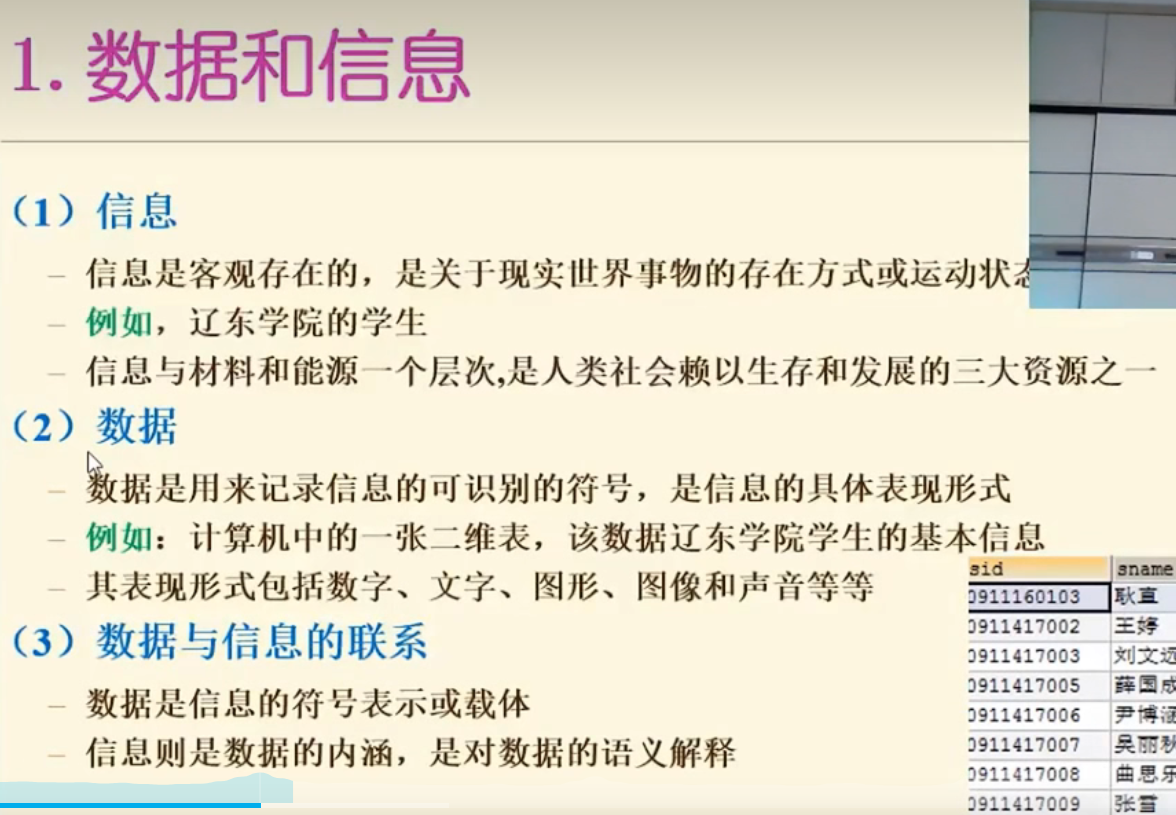 1. 数据和信息
（1）信息
– 信息是客观存在的，是关于现实世界事物的存在方式或运动状态
– 例如，辽东学院的学生
– 信息与材料和能源一个层次,是人类社会赖以生存和发展的三大资源之一
（2）数据
– 数据是用来记录信息的可识别的符号，是信息的具体表现形式
– 例如：计算机中的一张二维表，该数据辽东学院学生的基本信息
– 其表现形式包括数字、文字、图形、图像和声音等等
（3）数据与信息的联系
– 数据是信息的符号表示或载体
– 信息则是数据的内涵，是对数据的语义解释
sid sname
0911160103 耿直
0911417002 王婷
0911417003 刘文远
0911417005 薛国成
0911417006 尹博涵
0911417007 吴丽秋
0911417008 曲思乐
0911417009 张雪